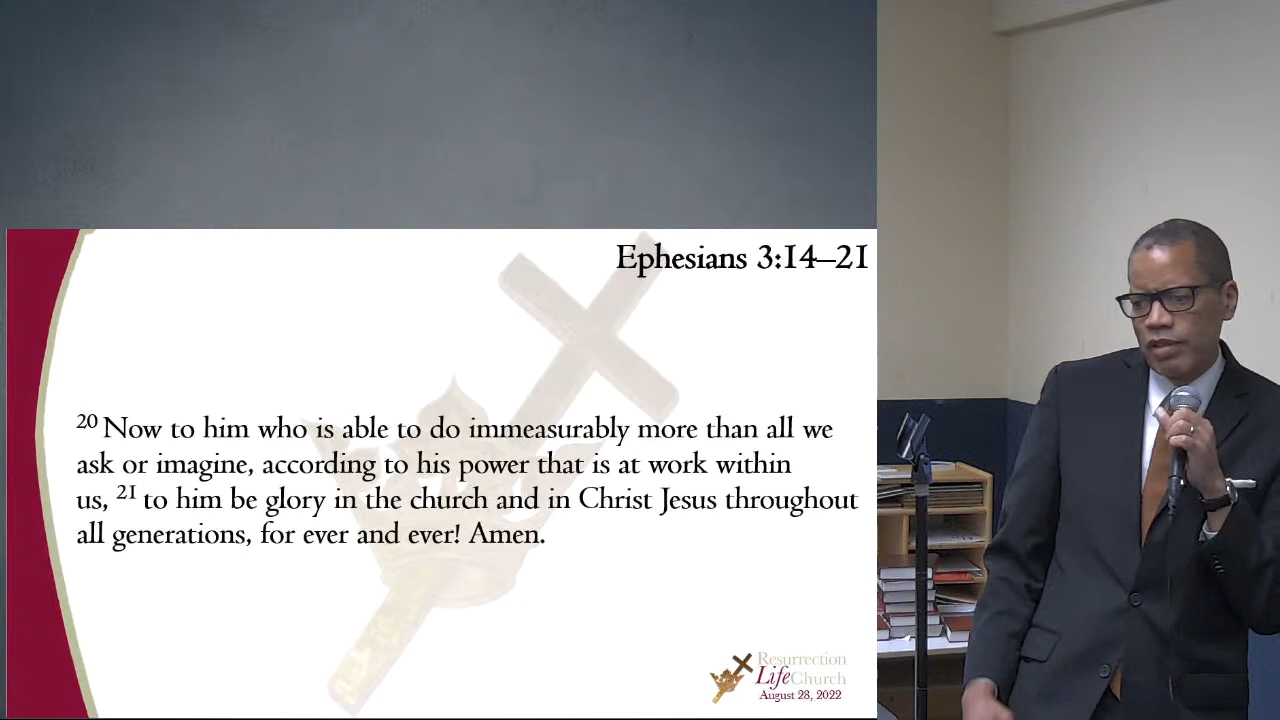 Ephesians 3:14–21
20 Now to him who is able to do immeasurably more than all we
ask or imagine, according to his power that is at work within
us, 21 to him be glory in the church and in Christ Jesus throughout
all generations, for ever and ever! Amen.
Resurrection
LifeChurch
August 28, 2022